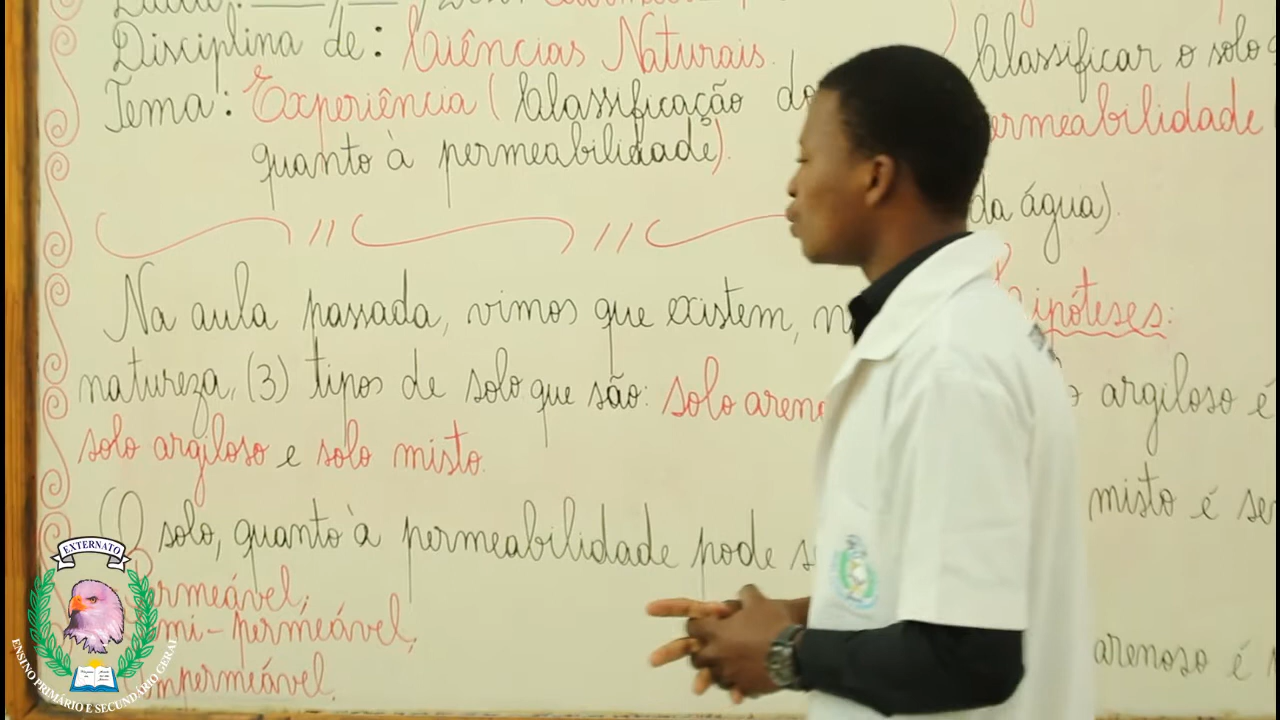 Disciplina de: Ciências Naturais.
Tema: Experiência (Classificação do
quanto à permeabilidade).
Na aula passada, vimos que existem, n
natureza, (3) tipos de solo que são: solo areno
solo argiloso e solo misto.
O solo, quanto à permeabilidade pode s
ermeável;
mi-permeável;
mpermeável.
Classificar o solo
ermeabilidade
da água).
hipóteses:
argiloso é
misto é se
arenoso é
EXTERNATO
ENSINO PRIMÁRIO E SECUNDÁRIO GERAL